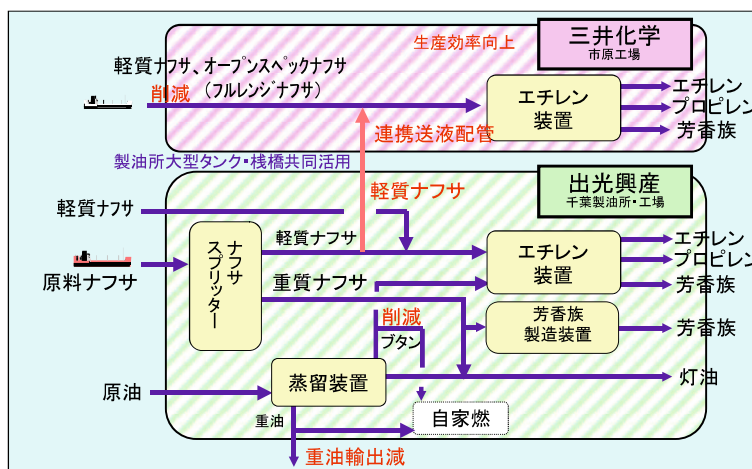 生産効率向上
三井化学
市原工場
軽質ナフサ、オープンスペックナフサ
(フルレンジナフサ)
削減
エチレン
装置
エチレン
プロピレン
芳香族
連携送液配管
製油所大型タンク・桟橋共同活用
軽質ナフサ
出光興産
千葉製油所・工場
軽質ナフサ
原料ナフサ
ナフサ
スプリッター
軽質ナフサ
重質ナフサ
エチレン
装置
エチレン
プロピレン
芳香族
削減
ブタン
芳香族
製造装置
芳香族
原油
蒸留装置
灯油
重油
自家燃
重油輸出減